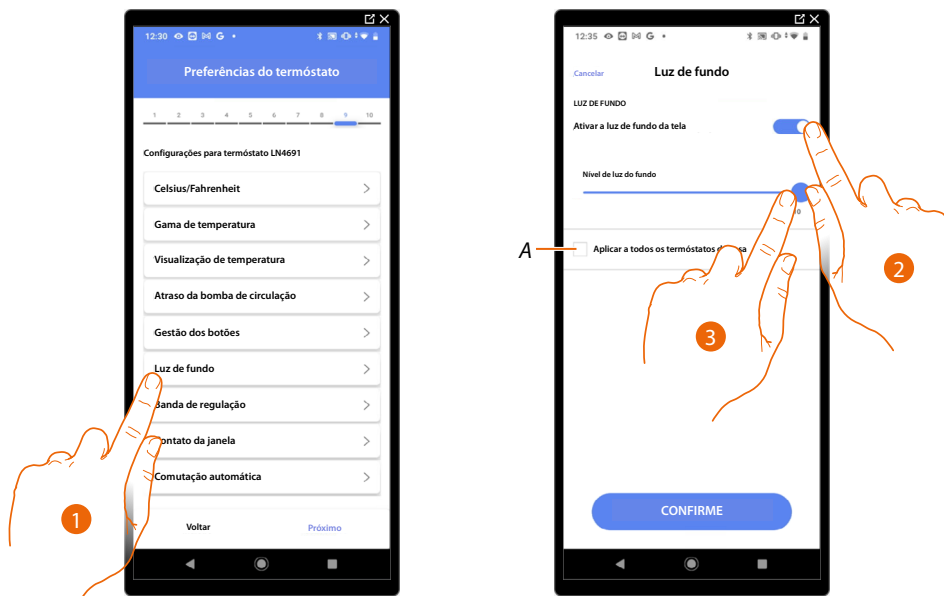 12:30
Preferências do termóstato
1 2 3 4 5 6 7 8 9 10
Configurações para termóstato LN4691
Celsius/Fahrenheit
Gama de temperatura
Visualização de temperatura
Atraso da bomba de circulação
Gestão dos botões
Luz de fundo
Banda de regulação
ontato da janela
Comutação automática
Voltar Próximo
1
12:35
Cancelar Luz de fundo
LUZ DE FUNDO
Ativar a luz de fundo da tela
Nível de luz do fundo
10
A
Aplicar a todos os termóstatos d sa
2
3
CONFIRME